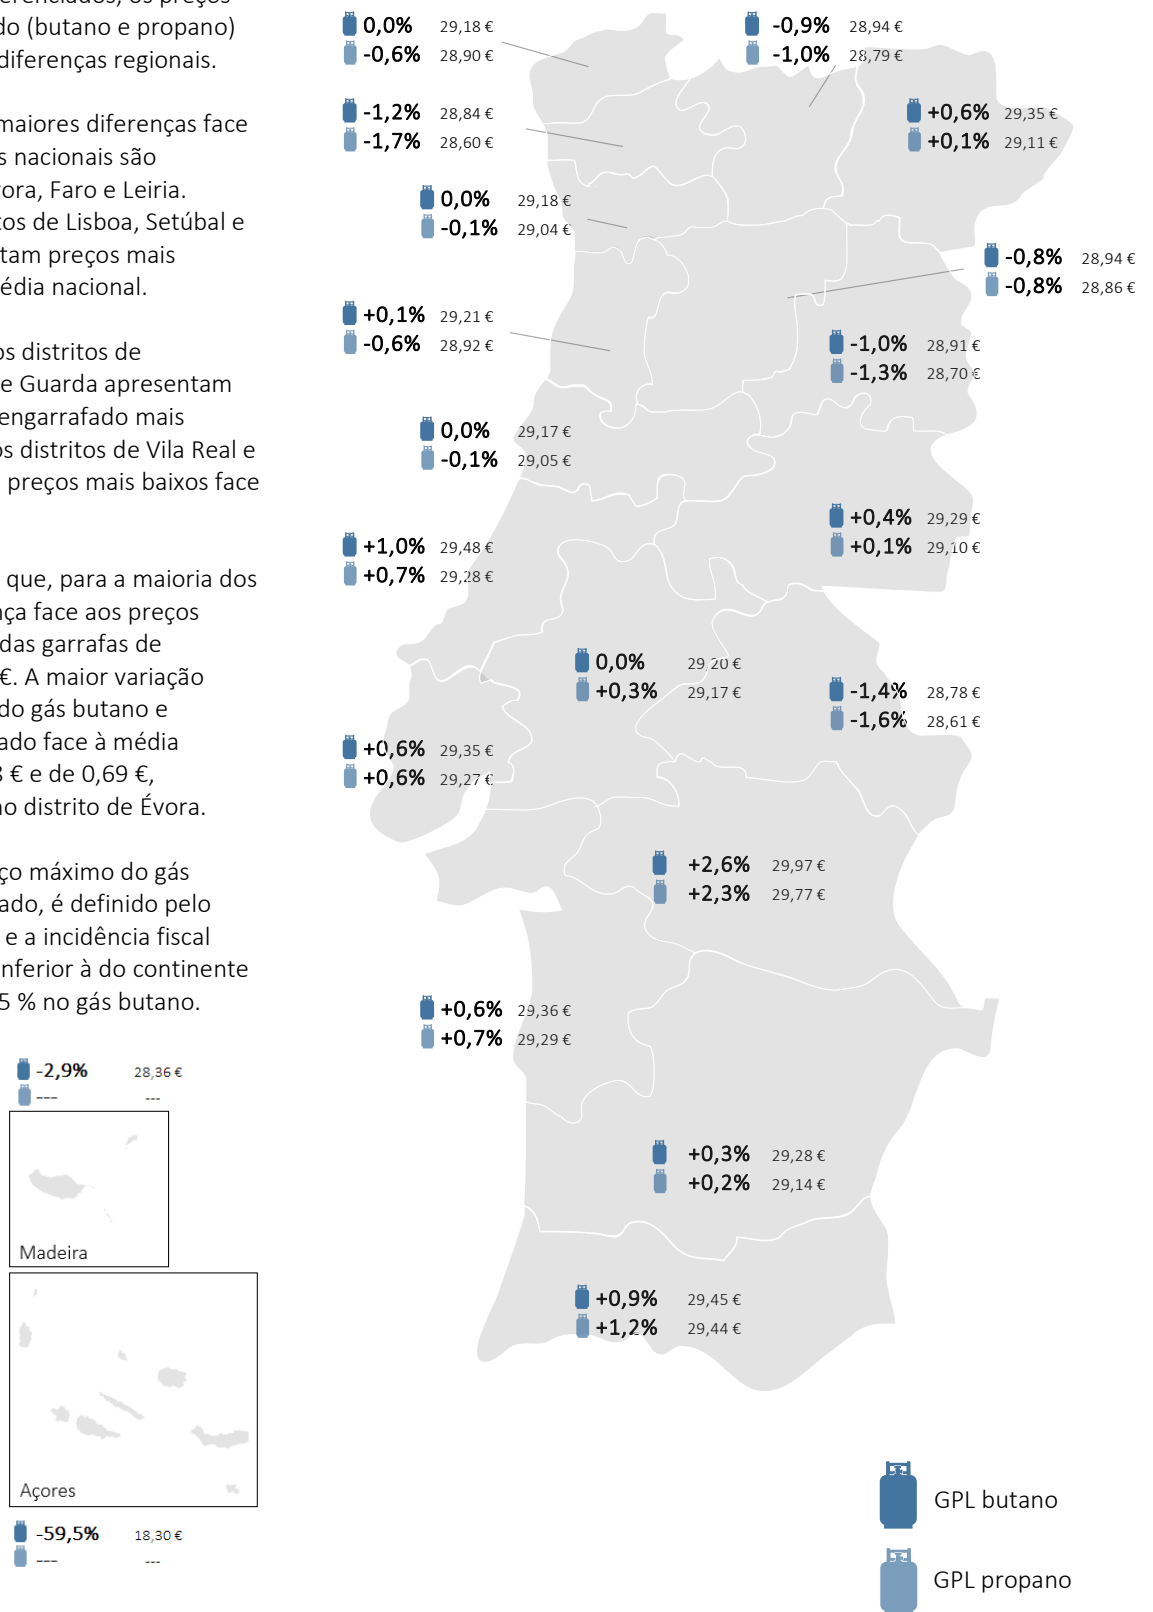 erenciados, os preços
do (butano e propano)
diferenças regionais.
maiores diferenças face
s nacionais são
ora, Faro e Leiria.
tos de Lisboa, Setúbal e
tam preços mais
édia nacional.
os distritos de
e Guarda apresentam
engarrafado mais
os distritos de Vila Real e
preços mais baixos face
que, para a maioria dos
nça face aos preços
das garrafas de
€. A maior variação
do gás butano e
ado face à média
€ e de 0,69 €,
no distrito de Évora.
ço máximo do gás
ado, é definido pelo
e a incidência fiscal
nferior à do continente
5 % no gás butano.
0,0% 29,18 €
-0,6% 28,90 €
-0,9% 28,94 €
-1,0% 28,79 €
-1,2% 28,84 €
-1,7% 28,60 €
+0,6% 29,35 €
+0,1% 29,11 €
0,0% 29,18 €
-0,1% 29,04 €
-0,8% 28,94 €
-0,8% 28,86 €
+0,1% 29,21 €
-0,6% 28,92 €
-1,0% 28,91 €
-1,3% 28,70 €
0,0% 29,17 €
-0,1% 29,05 €
+0,4% 29,29 €
+0,1% 29,10 €
+1,0% 29,48 €
+0,7% 29,28 €
0,0% 29,20 €
+0,3% 29,17 €
-1,4% 28,78 €
-1,6% 28,61 €
+0,6% 29,35 €
+0,6% 29,27 €
+2,6% 29,97 €
+2,3% 29,77 €
+0,6% 29,36 €
+0,7% 29,29 €
+0,3% 29,28 €
+0,2% 29,14 €
+0,9% 29,45 €
+1,2% 29,44 €
-2,9% 28,36 €
--- ---
Madeira
Açores
-59,5% 18,30 €
--- ---
GPL butano
GPL propano